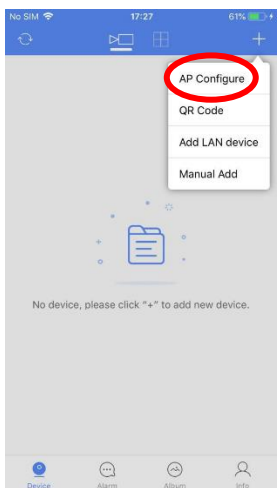 No SIM 17:27 61%
AP Configure
QR Code
Add LAN device
Manual Add
No device, please click "+" to add new device.
Device Alarm Album Info